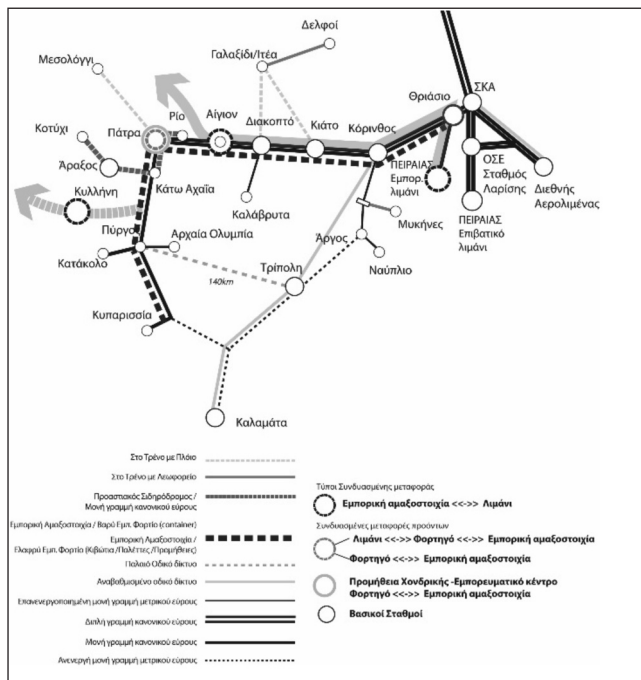 Δελφοί
Γαλαξίδι/Ιτέα
Μεσολόγγι
ΣΚΑ
Θριάσιο
Κοτύχι
Πάτρα
Ρίο
Αίγιον
Διακοπτό
Κιάτο
Κόρινθος
Άραξος
ΠΕΙΡΑΙΑΣ
Εμπορ.
λιμάνι
ΟΣΕ
Σταθμός
Λαρίσης
Διεθνής
Αερολιμένας
Κυλλήνη
Κάτω Αχαΐα
Καλάβρυτα
ΠΕΙΡΑΙΑΣ
Επιβατικό
λιμάνι
Πύργος
Αρχαία Ολυμπία
Μυκήνες
Άργος
Κατάκολο
Ναύπλιο
Τρίπολη
140km
Κυπαρισσία
Καλαμάτα
Στο Τρένο με Πλόιο
Στο Τρένο με Λεωφορείο
Προαστιακός Σιδηρόδρομος /
Μονή γραμμή κανονικού εύρους
Εμπορική Αμαξοστοιχία / Βαρύ Εμπ. Φορτίο (container)
Εμπορική Αμαξοστοιχία /
Ελαφρύ Εμπ. Φορτίο (Κιβώτια /Παλέττες /Προμήθειες)
Παλαιό Οδικό δίκτυο
Αναβαθμισμένο οδικό δίκτυο
Επανενεργοποιημένη μονή γραμμή μετρικού εύρους
Διπλή γραμμή κανονικού εύρους
Μονή γραμμή κανονικού εύρους
Ανενεργή μονή γραμμή μετρικού εύρους
Τύποι Συνδυασμένης μεταφοράς
Εμπορική αμαξοστοιχία <<->> Λιμάνι
Συνδυασμένες μεταφορές προϊόντων
Λιμάνι <<->> Φορτηγό <<->> Εμπορική αμαξοστοιχία
Φορτηγό <<->> Εμπορική αμαξοστοιχία
Προμήθεια Χονδρικής -Εμπορευματικό κέντρο
Φορτηγό <<->> Εμπορική αμαξοστοιχία
Βασικοί Σταθμοί